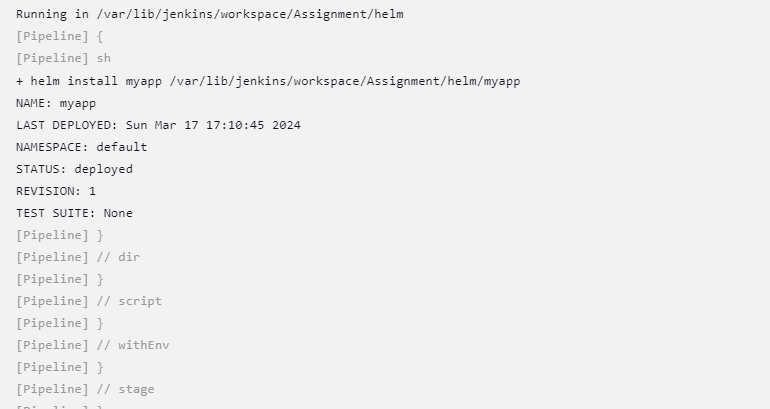 Running in /var/lib/jenkins/workspace/Assignment/helm
[Pipeline] {
[Pipeline] sh
+ helm install myapp /var/lib/jenkins/workspace/Assignment/helm/myapp
NAME: myapp
LAST DEPLOYED: Sun Mar 17 17:10:45 2024
NAMESPACE: default
STATUS: deployed
REVISION: 1
TEST SUITE: None
[Pipeline] }
[Pipeline] // dir
[Pipeline] }
[Pipeline] // script
[Pipeline] }
[Pipeline] // withEnv
[Pipeline] }
[Pipeline] // stage